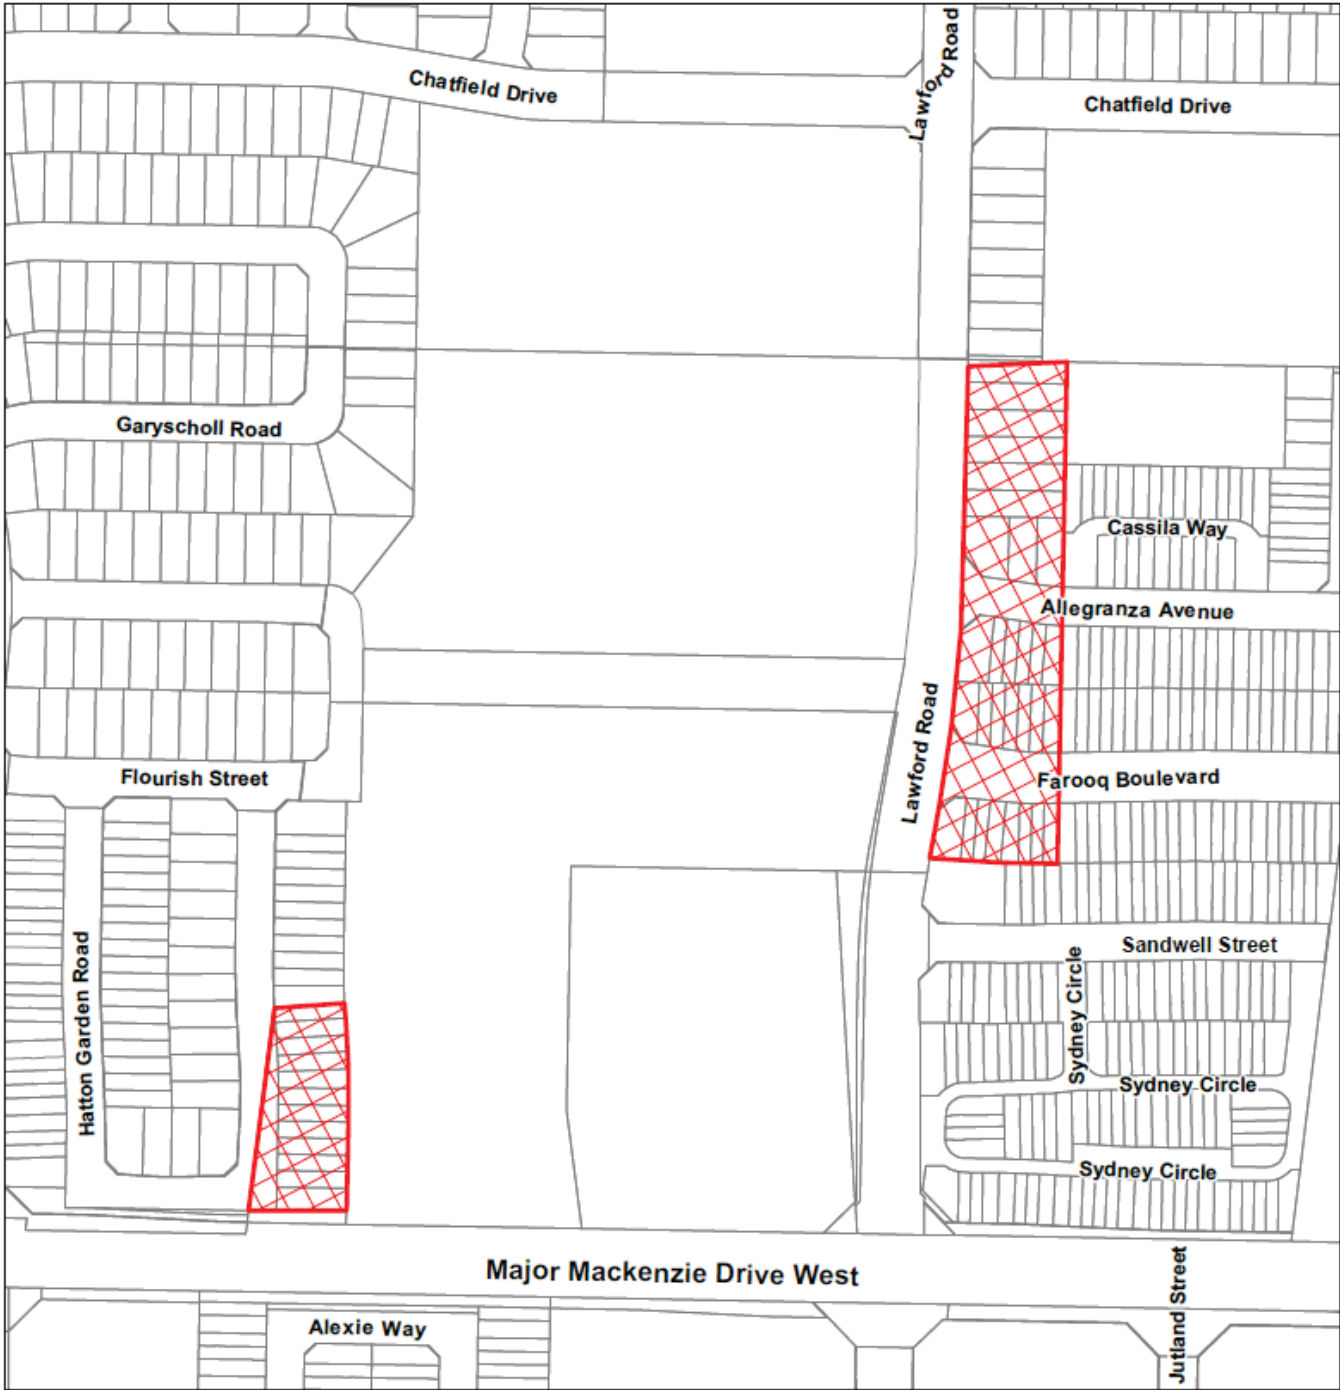 Lawford Road
Chatfield Drive
Chatfield Drive
Garyscholl Road
Cassila Way
Allegranza Avenue
Lawford Road
Flourish Street
Farooq Boulevard
Hatton Garden Road
Sandwell Street
Sydney Circle
Sydney Circle
Sydney Circle
Major Mackenzie Drive West
Jutland Street
Alexie Way